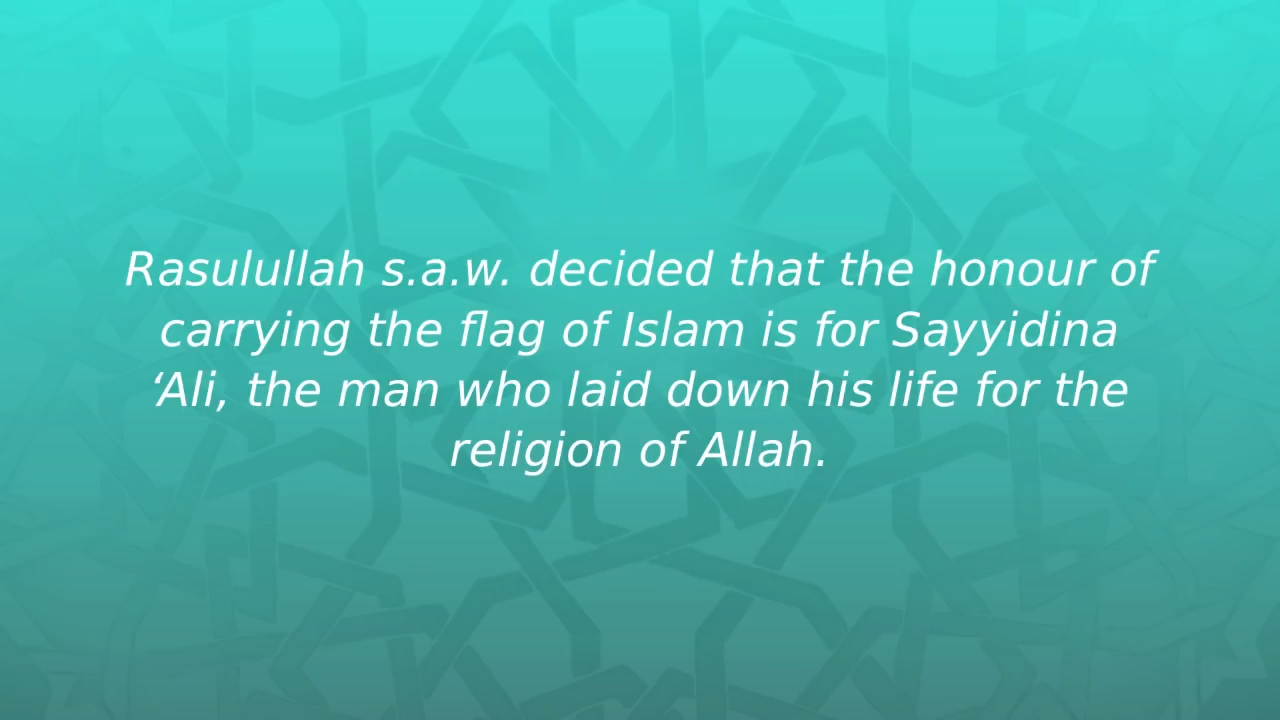 Rasulullah s.a.w. decided that the honour of
carrying the flag of Islam is for Sayyidina
‘Ali, the man who laid down his life for the
religion of Allah.